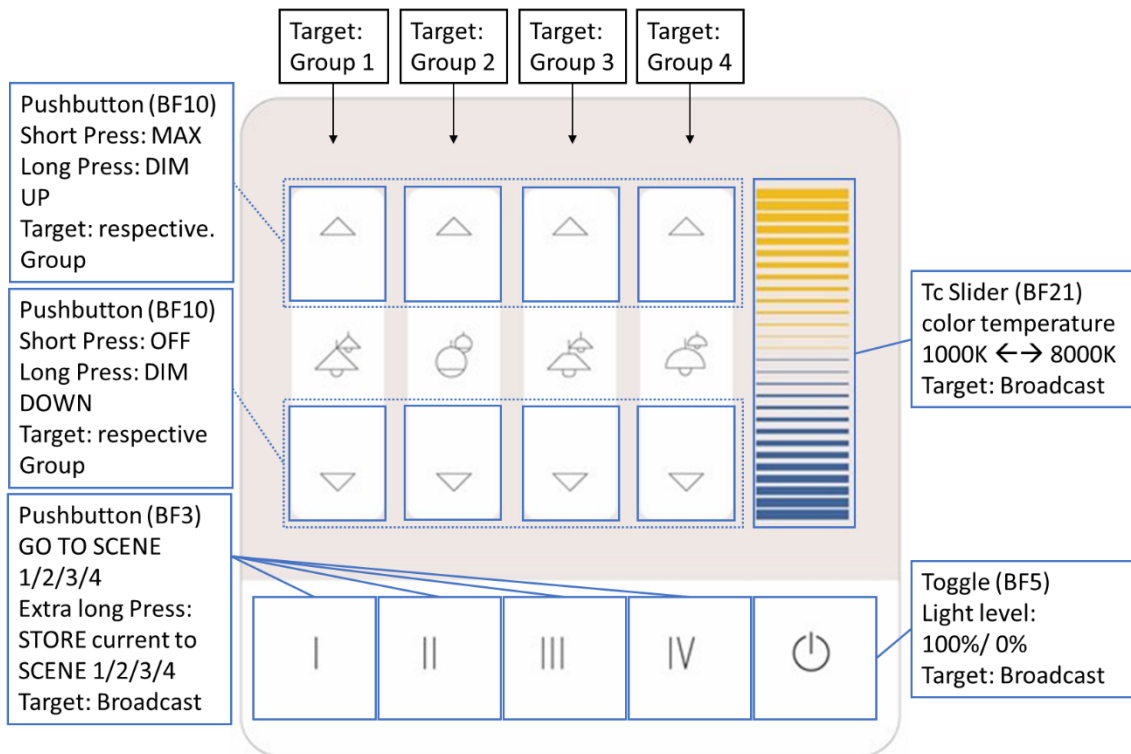 Target:
Group 1
Target:
Group 2
Target:
Group 3
Target:
Group 4
Pushbutton (BF10)
Short Press: MAX
Long Press: DIM
UP
Target: respective.
Group
Pushbutton (BF10)
Short Press: OFF
Long Press: DIM
DOWN
Target: respective
Group
Pushbutton (BF3)
GO TO SCENE
1/2/3/4
Extra long Press:
STORE current to
SCENE 1/2/3/4
Target: Broadcast
Tc Slider (BF21)
color temperature
1000K ←→ 8000K
Target: Broadcast
Toggle (BF5)
Light level:
100%/ 0%
Target: Broadcast
I
II
III
IV